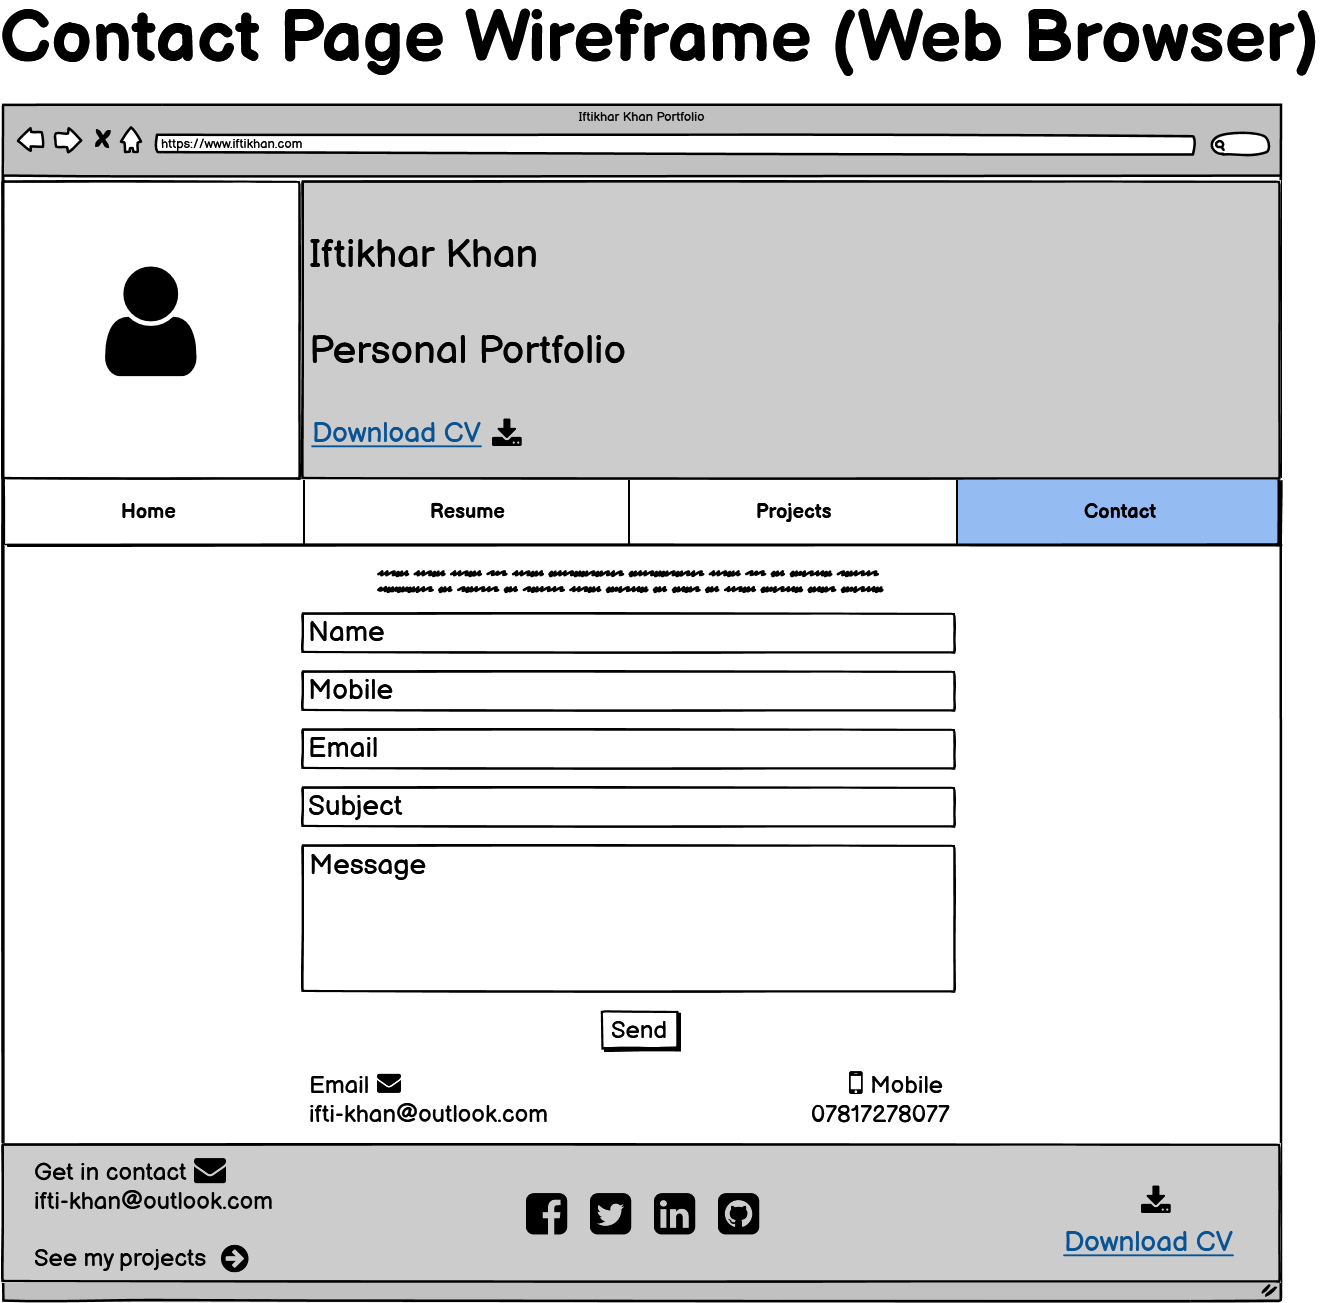 Contact Page Wireframe (Web Browser)
Iftikhar Khan Portfolio
https://www.iftikhan.com
Iftikhar Khan
Personal Portfolio
Download CV
Home Resume Projects Contact
Name
Mobile
Email
Subject
Message
Send
Email
ifti-khan@outlook.com
Mobile
07817278077
Get in contact
ifti-khan@outlook.com
See my projects
in
Download CV